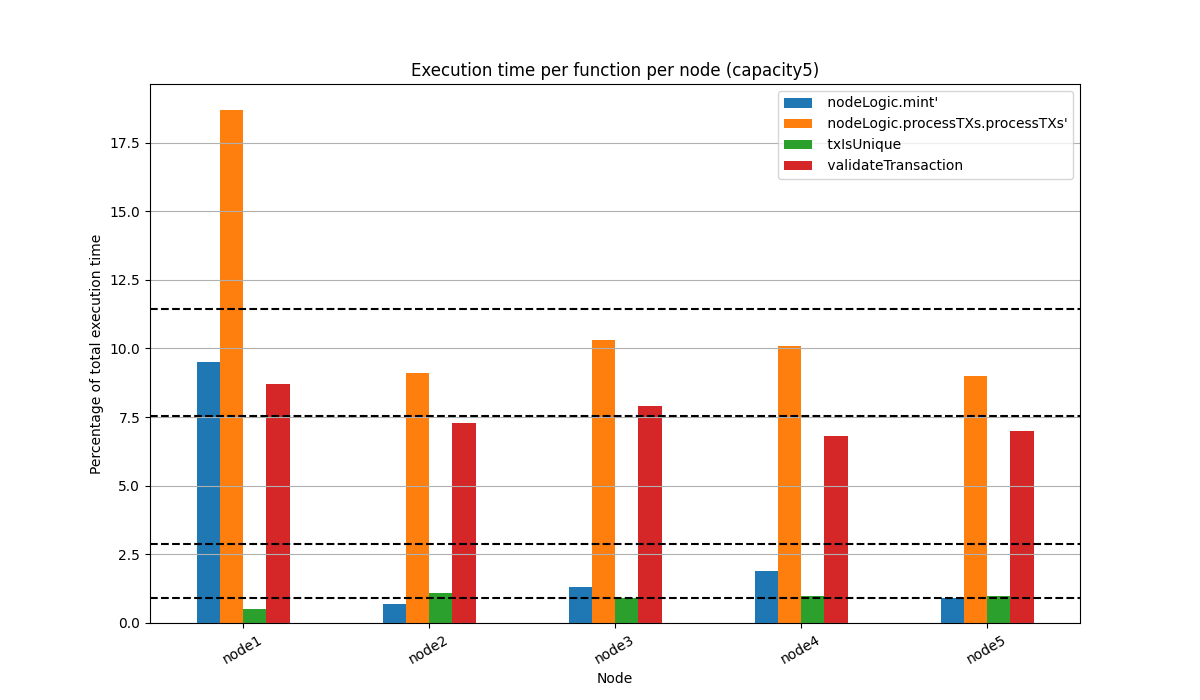 Execution time per function per node (capacity5)
nodeLogic.mint'
nodeLogic.processTXs.processTXs'
txIsUnique
validateTransaction
Percentage of total execution time
17.5
15.0
12.5
10.0
7.5
5.0
2.5
0.0
node1
node2
node3
node4
node5
Node